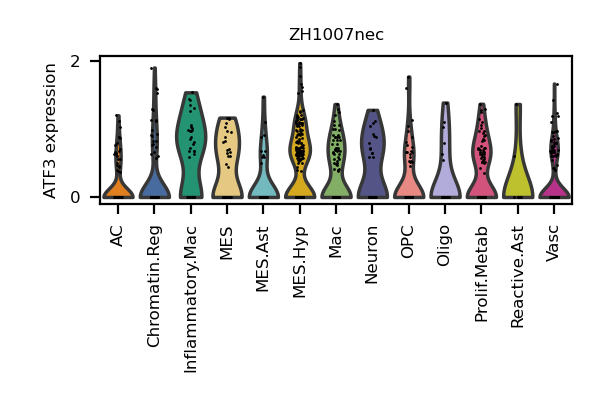 ZH1007nec
ATF3 expression
2
0
AC
Chromatin.Reg
Inflammatory.Mac
MES
MES.Ast
MES.Hyp
Mac
Neuron
OPC
Oligo
Prolif.Metab
Reactive.Ast
Vasc